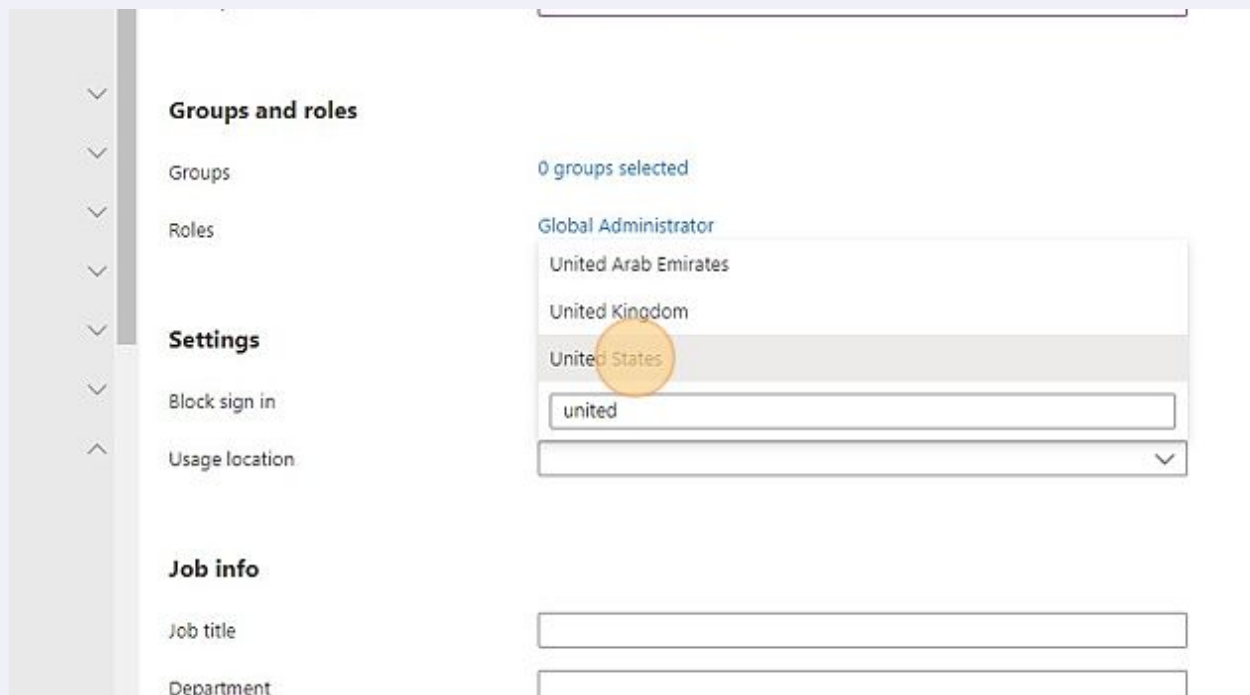 Groups and roles
Groups
0 groups selected
Roles
Global Administrator
United Arab Emirates
United Kingdom
United States
Settings
Block sign in
united
Usage location
Job info
Job title
Department